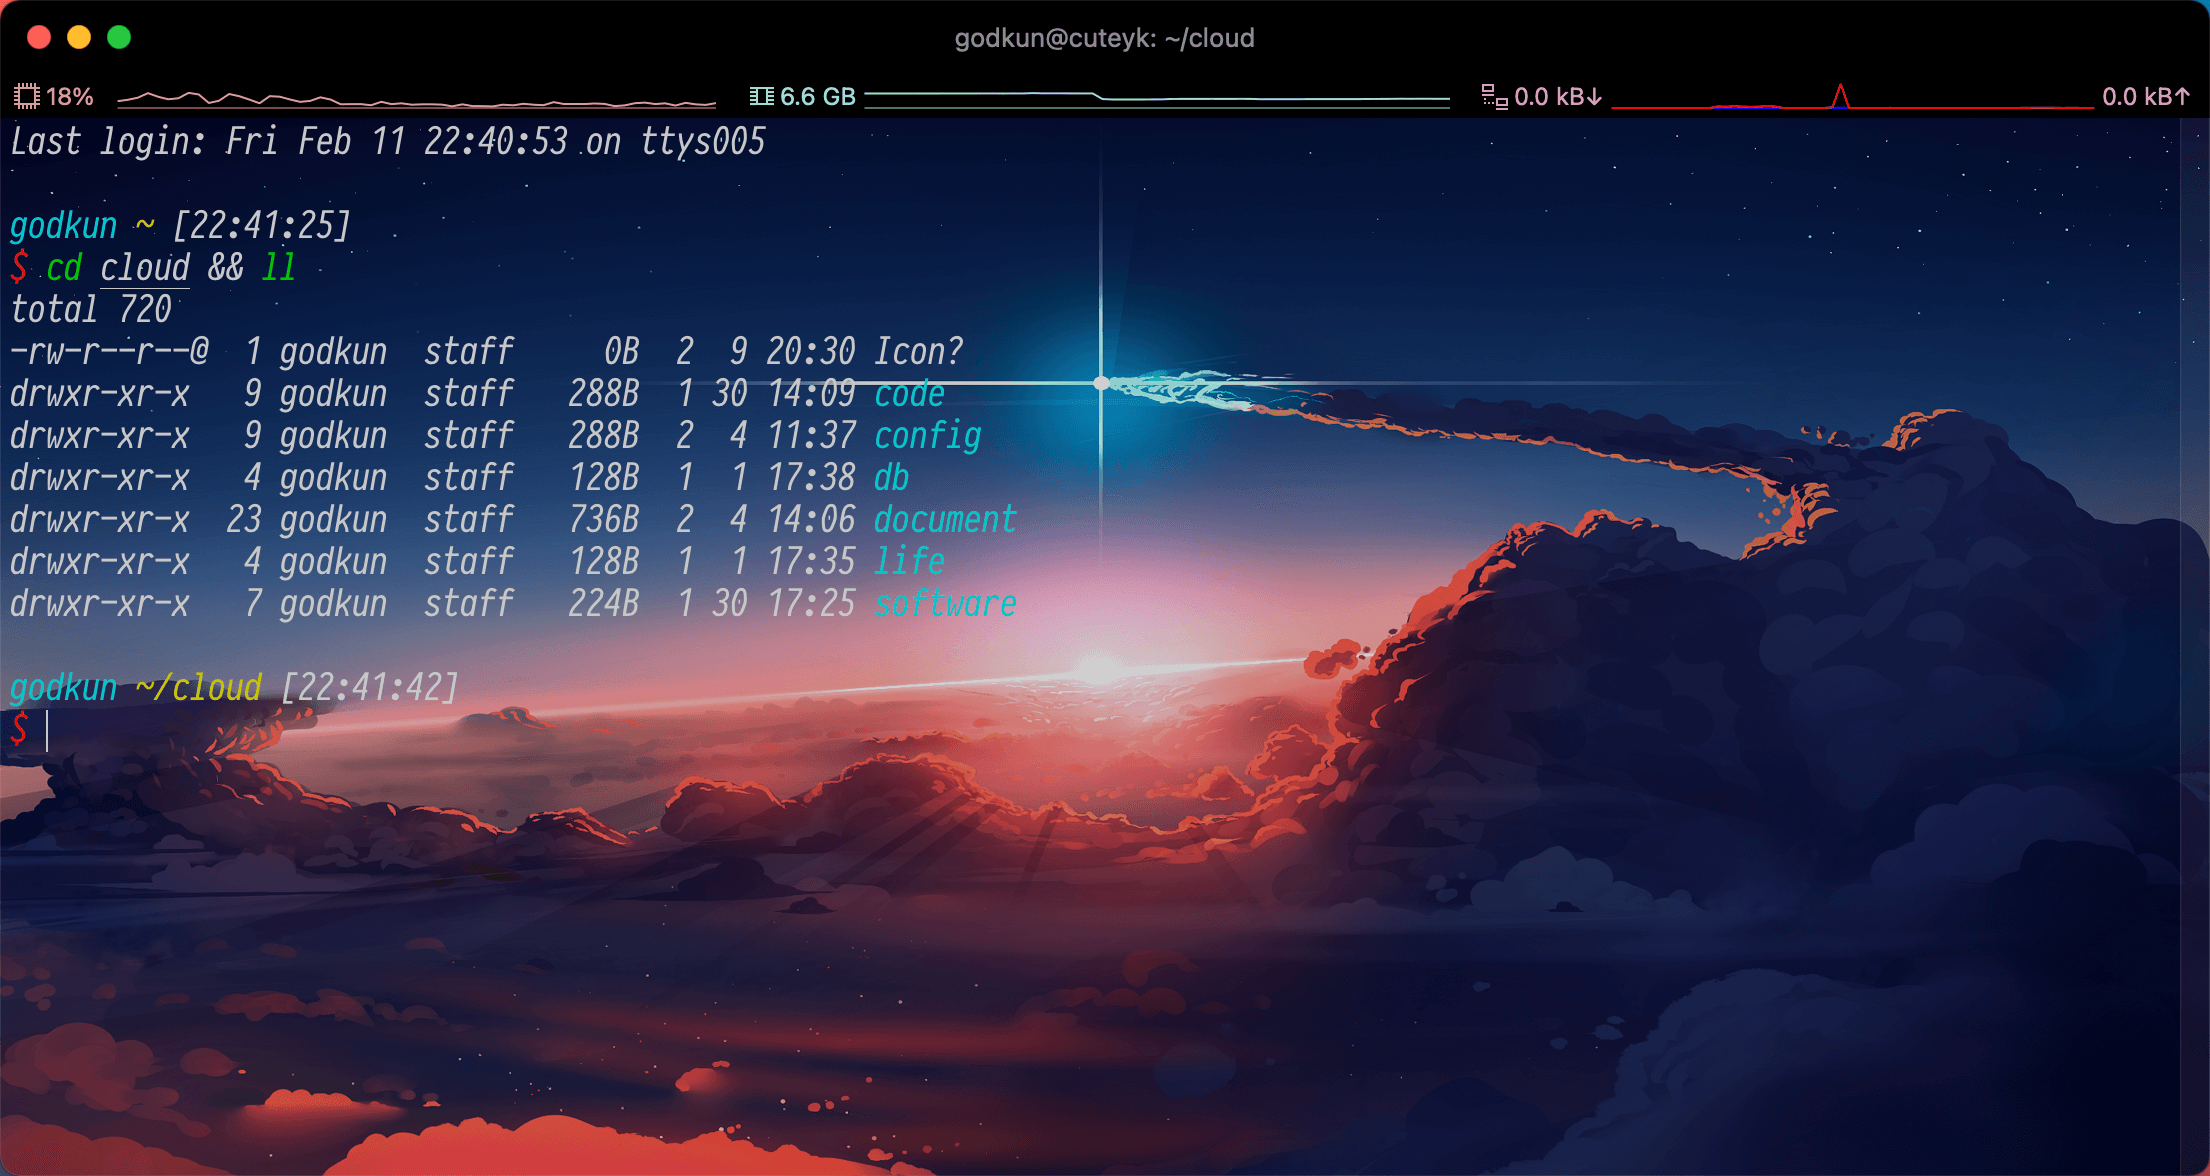 godkun@cuteyk: ~/cloud
18% 6.6 GB 0.0 kB↓ 0.0 kB↑
Last login: Fri Feb 11 22:40:53 on ttys005
godkun ~ [22:41:25]
$ cd cloud && ll
total 720
-rw-r--r--@  1 godkun  staff     0B  2  9 20:30 Icon?
drwxr-xr-x   9 godkun  staff   288B  1 30 14:09 code
drwxr-xr-x   9 godkun  staff   288B  2  4 11:37 config
drwxr-xr-x   4 godkun  staff   128B  1  1 17:38 db
drwxr-xr-x  23 godkun  staff   736B  2  4 14:06 document
drwxr-xr-x   4 godkun  staff   128B  1  1 17:35 life
drwxr-xr-x   7 godkun  staff   224B  1 30 17:25 software
godkun ~/cloud [22:41:42]
$